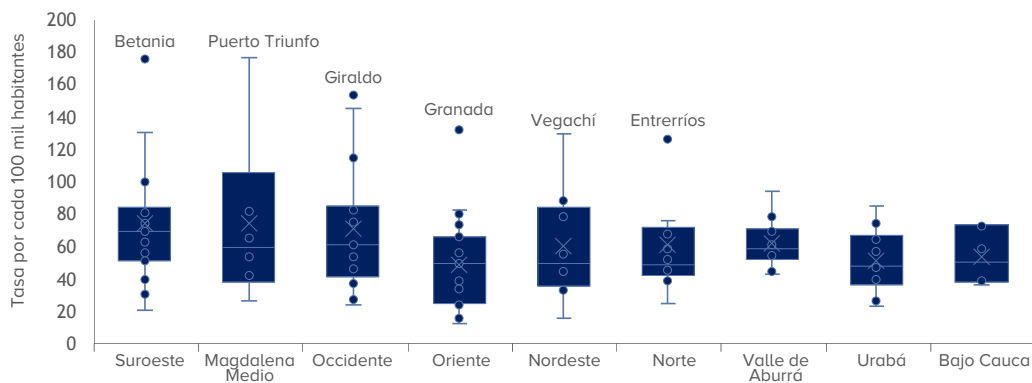 Tasa por cada 100 mil habitantes
200
180
160
140
120
100
80
60
40
20
0
Betania
Puerto Triunfo
Giraldo
Granada
Vegachí
Entrerríos
Suroeste
Magdalena
Medio
Occidente
Oriente
Nordeste
Norte
Valle de
Aburrá
Urabá
Bajo Cauca